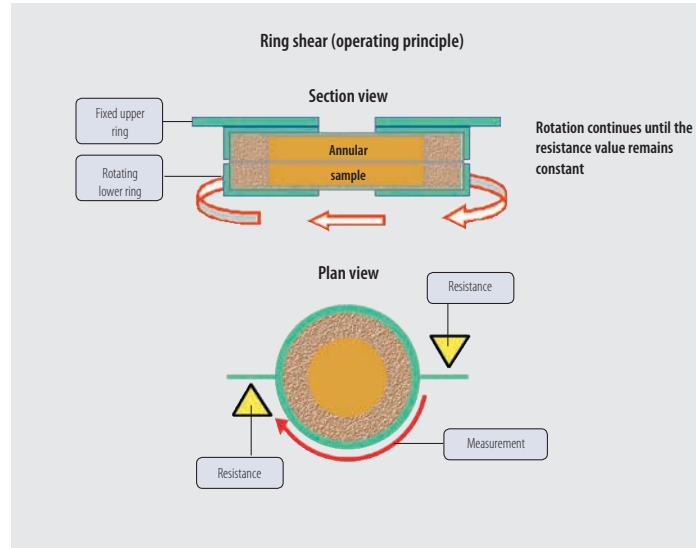 Ring shear (operating principle)
Section view
Fixed upper
ring
Rotating
lower ring
Annular
sample
Rotation continues until the
resistance value remains
constant
Plan view
Resistance
Measurement
Resistance